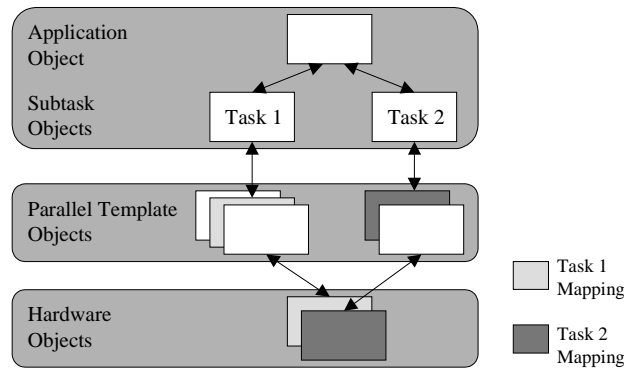 Application
Object
Subtask
Objects
Task 1
Task 2
Parallel Template
Objects
Hardware
Objects
Task 1
Mapping
Task 2
Mapping